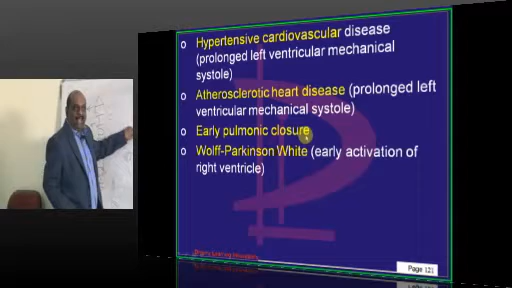 Hypertensive cardiovascular disease
(prolonged left ventricular mechanical
systole)
Atherosclerotic heart disease (prolonged left
ventricular mechanical systole)
Early pulmonic closure
Wolff-Parkinson White (early activation of
right ventricle)
Page 121